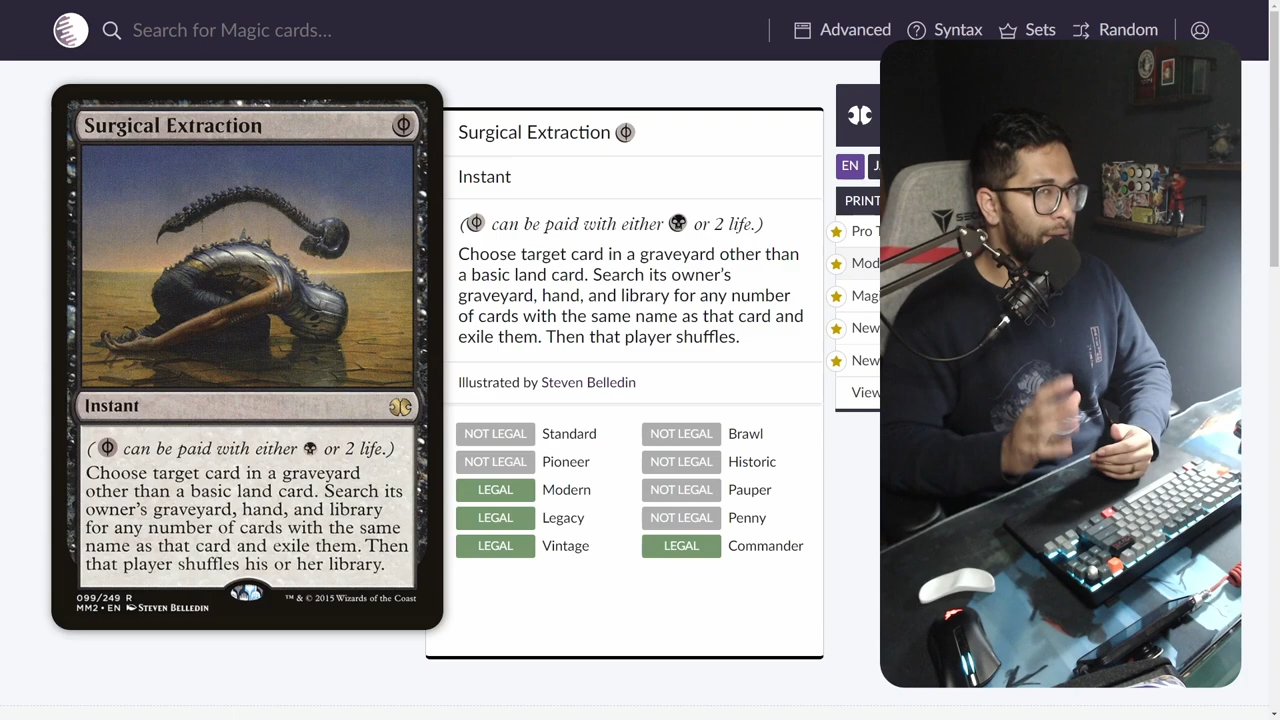 Search for Magic cards...
Advanced
Syntax
Sets
Random
Surgical Extraction
Instant
( can be paid with either or 2 life.)
Choose target card in a graveyard
other than a basic land card. Search its
owner's graveyard, hand, and library
for any number of cards with the same
name as that card and exile them. Then
that player shuffles his or her library.
099/249 R
MM2 • EN STEVEN BELLEDIN
™ & © 2015 Wizards of the Coast
Surgical Extraction
Instant
( can be paid with either or 2 life.)
Choose target card in a graveyard other than
a basic land card. Search its owner's
graveyard, hand, and library for any number
of cards with the same name as that card and
exile them. Then that player shuffles.
Illustrated by Steven Belledin
NOT LEGAL Standard NOT LEGAL Brawl
NOT LEGAL Pioneer NOT LEGAL Historic
LEGAL Modern NOT LEGAL Pauper
LEGAL Legacy NOT LEGAL Penny
LEGAL Vintage LEGAL Commander
EN
PRINT
Pro
Mod
Mag
New
New
View